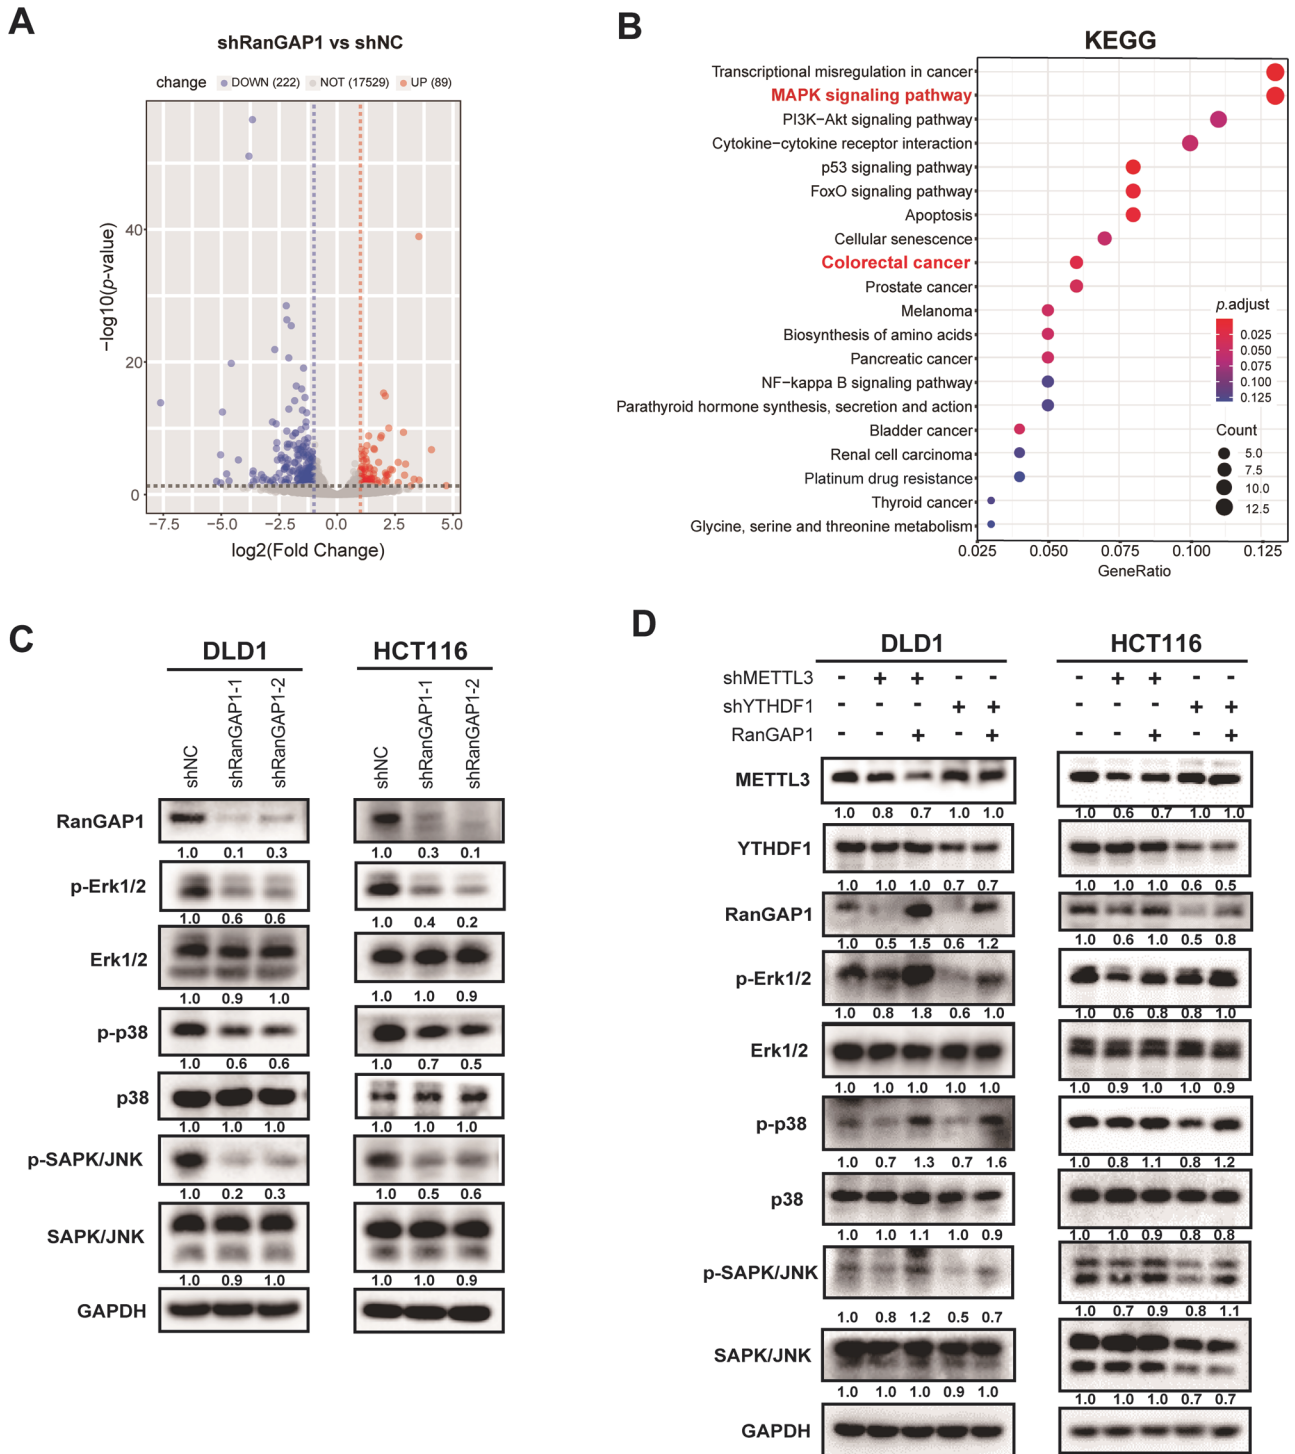 A
shRanGAP1 vs shNC
change DOWN (222) NOT (17529) UP (89)
−log10(p-value)
40
20
0
−7.5 −5.0 −2.5 0.0 2.5 5.0
log2(Fold Change)
B
KEGG
Transcriptional misregulation in cancer
MAPK signaling pathway
PI3K−Akt signaling pathway
Cytokine−cytokine receptor interaction
p53 signaling pathway
FoxO signaling pathway
Apoptosis
Cellular senescence
Colorectal cancer
Prostate cancer
Melanoma
Biosynthesis of amino acids
Pancreatic cancer
NF−kappa B signaling pathway
Parathyroid hormone synthesis, secretion and action
Bladder cancer
Renal cell carcinoma
Platinum drug resistance
Thyroid cancer
Glycine, serine and threonine metabolism
0.025 0.050 0.075 0.100 0.125
GeneRatio
p.adjust
0.025
0.050
0.075
0.100
0.125
Count
5.0
7.5
10.0
12.5
C
DLD1 HCT116
shNC shRanGAP1-1 shRanGAP1-2 shNC shRanGAP1-1 shRanGAP1-2
RanGAP1
1.0 0.1 0.3 1.0 0.3 0.1
p-Erk1/2
1.0 0.6 0.6 1.0 0.4 0.2
Erk1/2
1.0 0.9 1.0 1.0 1.0 0.9
p-p38
1.0 0.6 0.6 1.0 0.7 0.5
p38
1.0 1.0 1.0 1.0 1.0 1.0
p-SAPK/JNK
1.0 0.2 0.3 1.0 0.5 0.6
SAPK/JNK
1.0 0.9 1.0 1.0 1.0 0.9
GAPDH
D
DLD1 HCT116
shMETTL3 - + + - - - + + - -
shYTHDF1 - - - + + - - - + +
RanGAP1 - - + - + - - + - +
METTL3
1.0 0.8 0.7 1.0 1.0 1.0 0.6 0.7 1.0 1.0
YTHDF1
1.0 1.0 1.0 0.7 0.7 1.0 1.0 1.0 0.6 0.5
RanGAP1
1.0 0.5 1.5 0.6 1.2 1.0 0.6 1.0 0.5 0.8
p-Erk1/2
1.0 0.8 1.8 0.6 1.0 1.0 0.6 0.8 0.8 1.0
Erk1/2
1.0 1.0 1.0 1.0 1.0 1.0 0.9 1.0 1.0 0.9
p-p38
1.0 0.7 1.3 0.7 1.6 1.0 0.8 1.1 0.8 1.2
p38
1.0 1.0 1.1 1.0 0.9 1.0 1.0 0.9 0.8 0.8
p-SAPK/JNK
1.0 0.8 1.2 0.5 0.7 1.0 0.7 0.9 0.8 1.1
SAPK/JNK
1.0 1.0 1.0 0.9 1.0 1.0 1.0 1.0 0.7 0.7
GAPDH